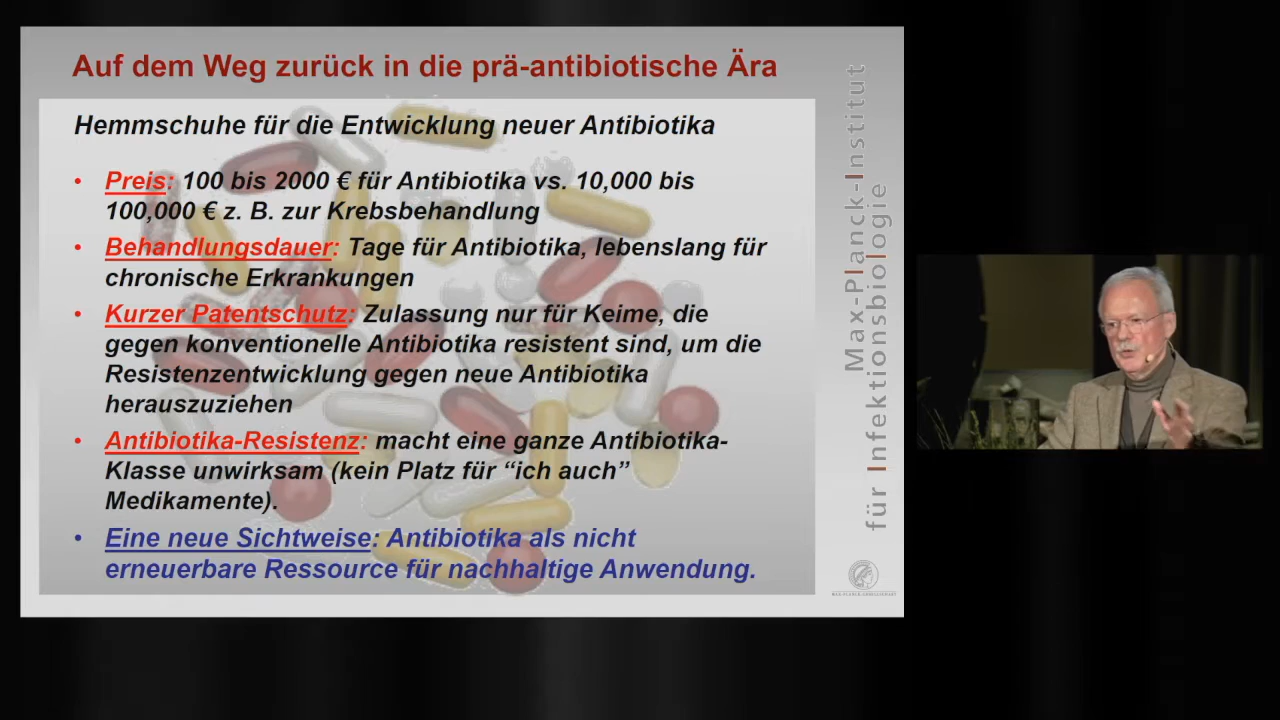 Auf dem Weg zurück in die prä-antibiotische Ära
Hemmschuhe für die Entwicklung neuer Antibiotika
• Preis: 100 bis 2000 € für Antibiotika vs. 10,000 bis
100,000 € z. B. zur Krebsbehandlung
• Behandlungsdauer: Tage für Antibiotika, lebenslang für
chronische Erkrankungen
• Kurzer Patentschutz: Zulassung nur für Keime, die
gegen konventionelle Antibiotika resistent sind, um die
Resistenzentwicklung gegen neue Antibiotika
herauszuziehen
• Antibiotika-Resistenz: macht eine ganze Antibiotika-
Klasse unwirksam (kein Platz für “ich auch”
Medikamente).
• Eine neue Sichtweise: Antibiotika als nicht
erneuerbare Ressource für nachhaltige Anwendung.
Max-Planck-Institut
für Infektionsbiologie
MAX-PLANCK-GESELLSCHAFT